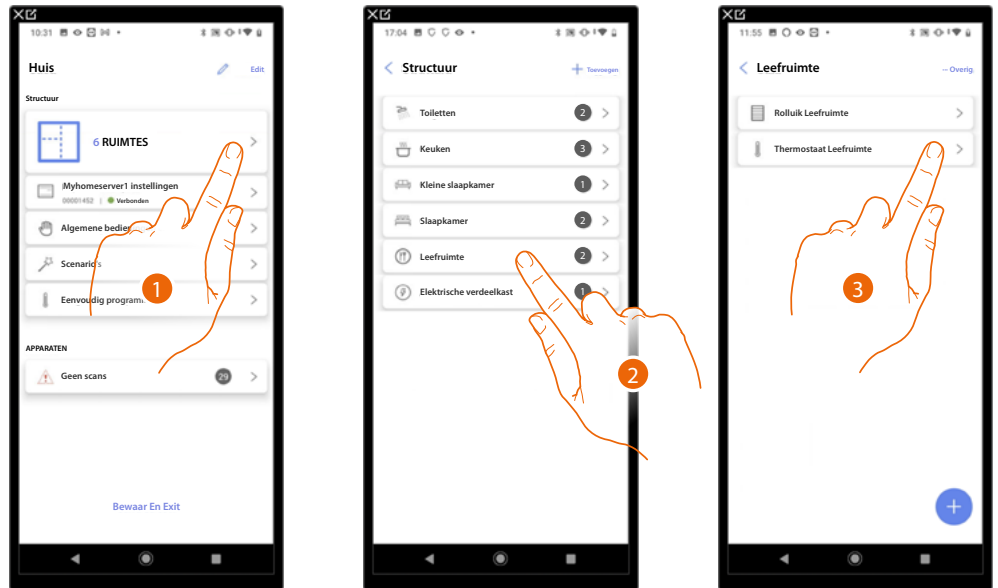 10:31
Huis
Edit
Structuur
6 RUIMTES
Myhomeserver1 instellingen
00001452 | Verbonden
Algemene bedien
Scenario's
Eenvoudig program
1
APPARATEN
Geen scans 29
Bewaar En Exit
17:04
Structuur
Toevoegen
Toiletten 2
Keuken 3
Kleine slaapkamer 1
Slaapkamer 2
Leefruimte 2
Elektrische verdeelkast 1
2
11:55
Leefruimte
--- Overig.
Rolluik Leefruimte
Thermostaat Leefruimte
3